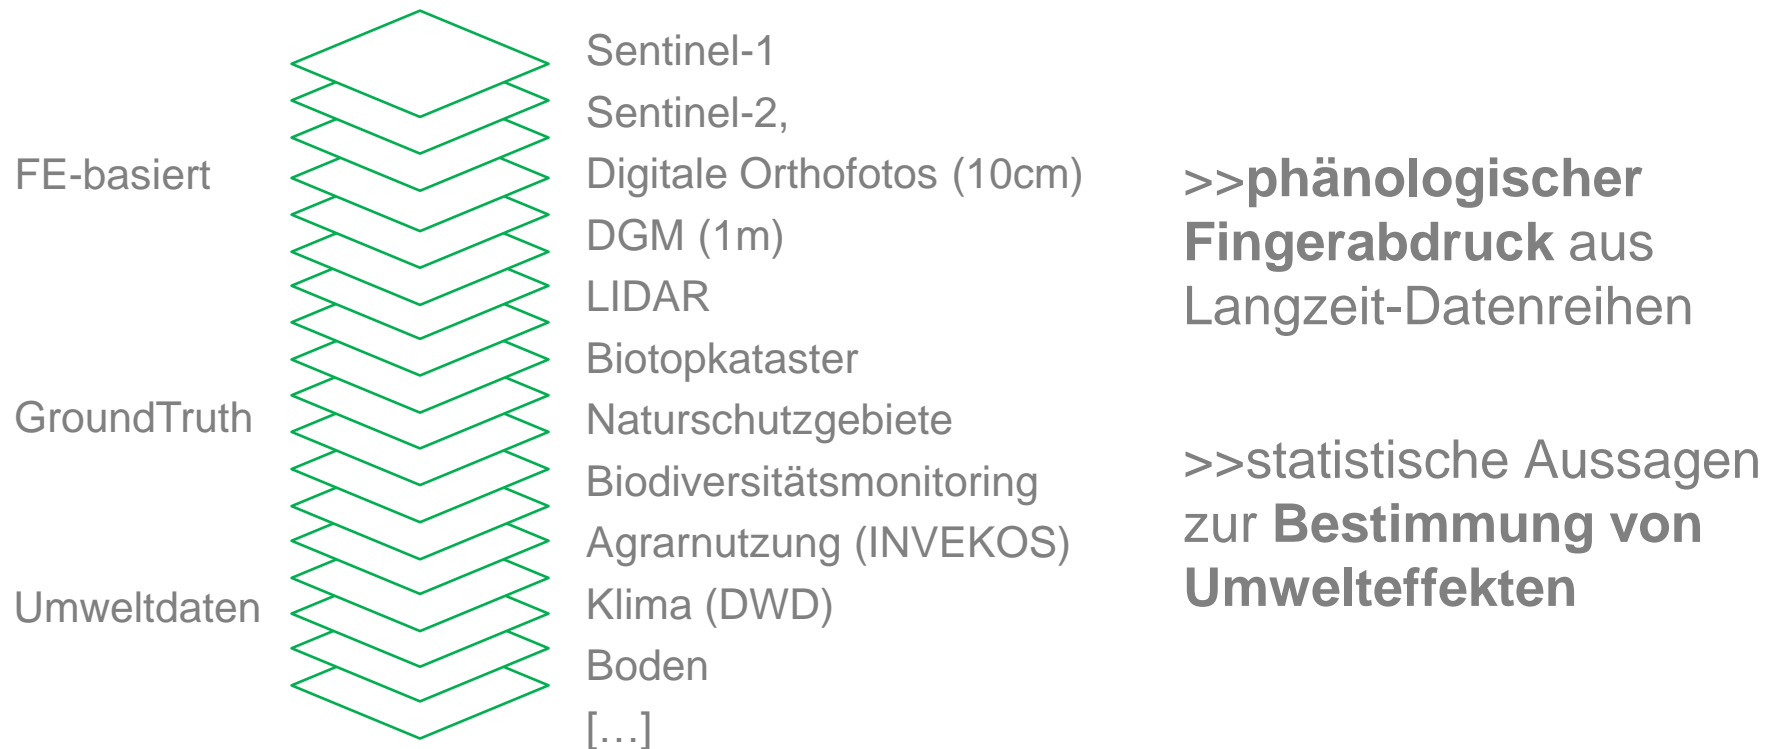 FE-basiert
GroundTruth
Umweltdaten
Sentinel-1
Sentinel-2,
Digitale Orthofotos (10cm)
DGM (1m)
LIDAR
Biotopkataster
Naturschutzgebiete
Biodiversitätsmonitoring
Agrarnutzung (INVEKOS)
Klima (DWD)
Boden
[…]
>>phänologischer
Fingerabdruck aus
Langzeit-Datenreihen
>>statistische Aussagen
zur Bestimmung von
Umwelteffekten